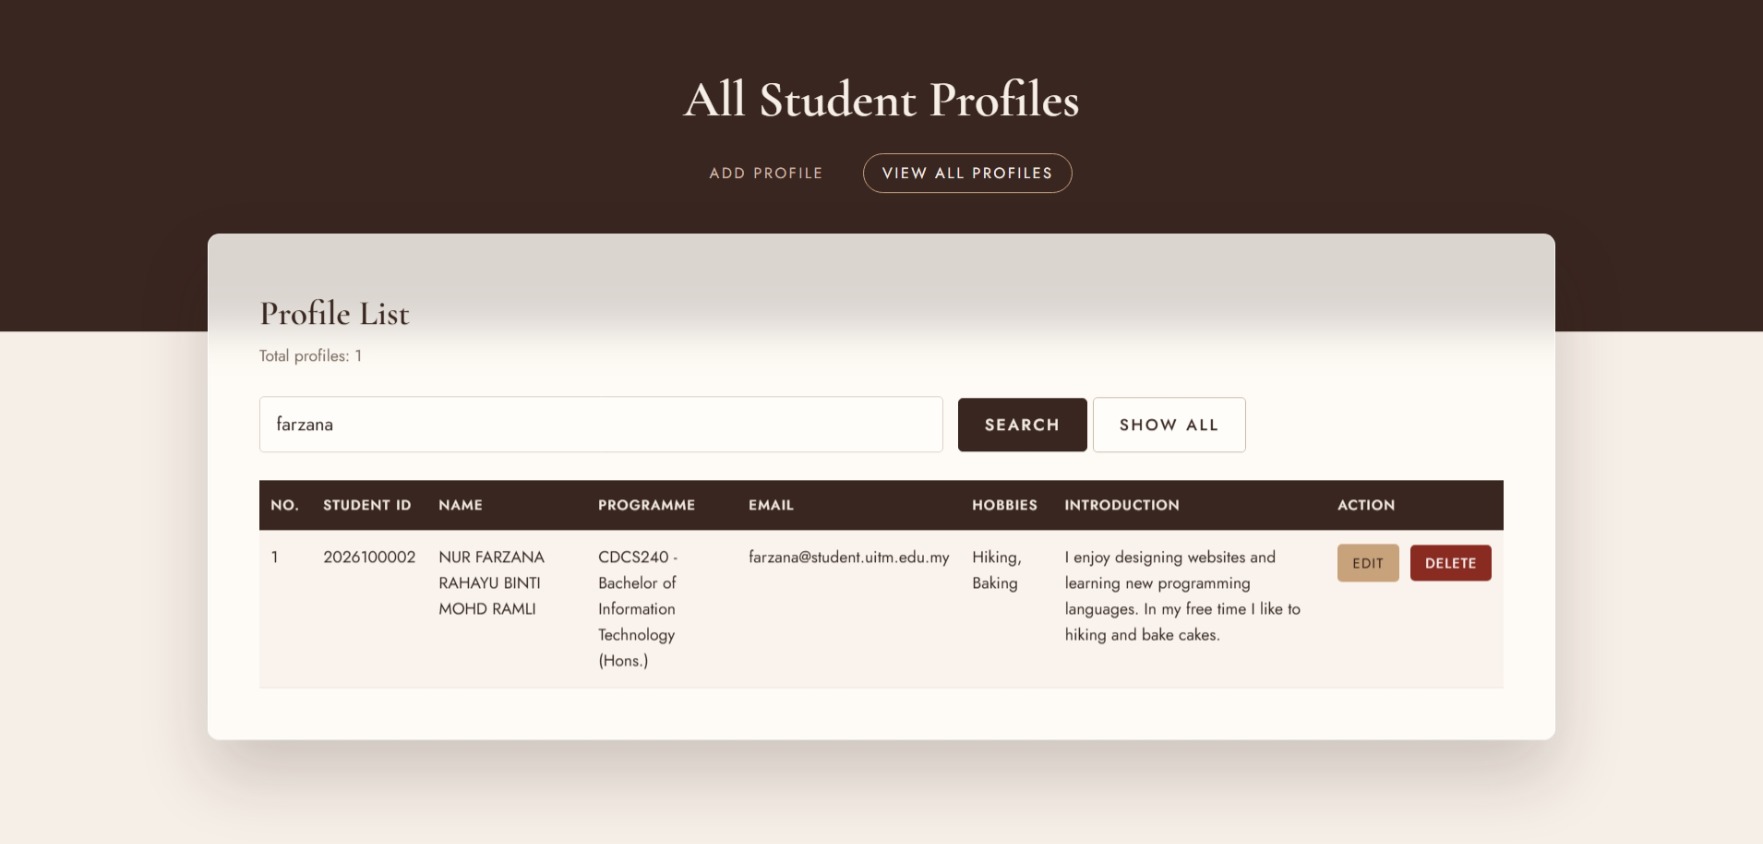 All Student Profiles
ADD PROFILE
VIEW ALL PROFILES
Profile List
Total profiles: 1
farzana
SEARCH
SHOW ALL
NO. STUDENT ID NAME PROGRAMME EMAIL HOBBIES INTRODUCTION ACTION
1 2026100002 NUR FARZANA CDCS240 - farzana@student.uitm.edu.my Hiking, I enjoy designing websites and EDIT DELETE
RAHAYU BINTI Bachelor of Baking learning new programming
MOHD RAMLI Information languages. In my free time I like to
Technology hiking and bake cakes.
(Hons.)